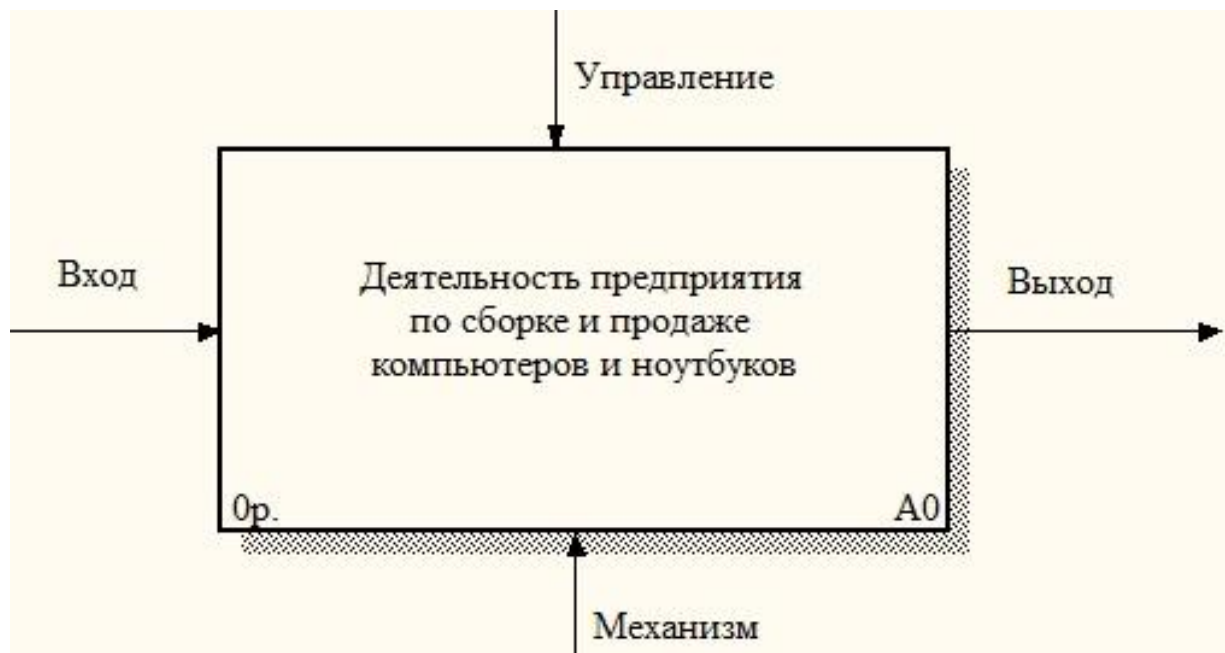 Управление
Вход
Деятельность предприятия
по сборке и продаже
компьютеров и ноутбуков
Выход
0р.
А0
Механизм